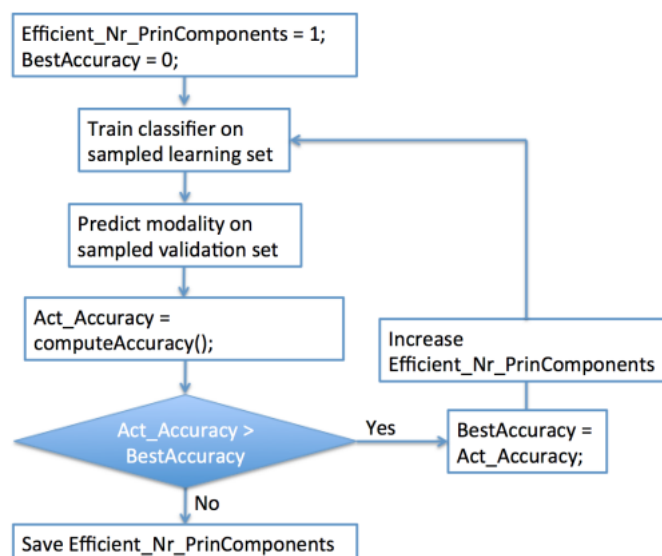 Efficient_Nr_PrinComponents = 1;
BestAccuracy = 0;
Train classifier on
sampled learning set
Predict modality on
sampled validation set
Act_Accuracy =
computeAccuracy();
Increase
Efficient_Nr_PrinComponents
Act_Accuracy >
BestAccuracy
Yes
BestAccuracy =
Act_Accuracy;
No
Save Efficient_Nr_PrinComponents